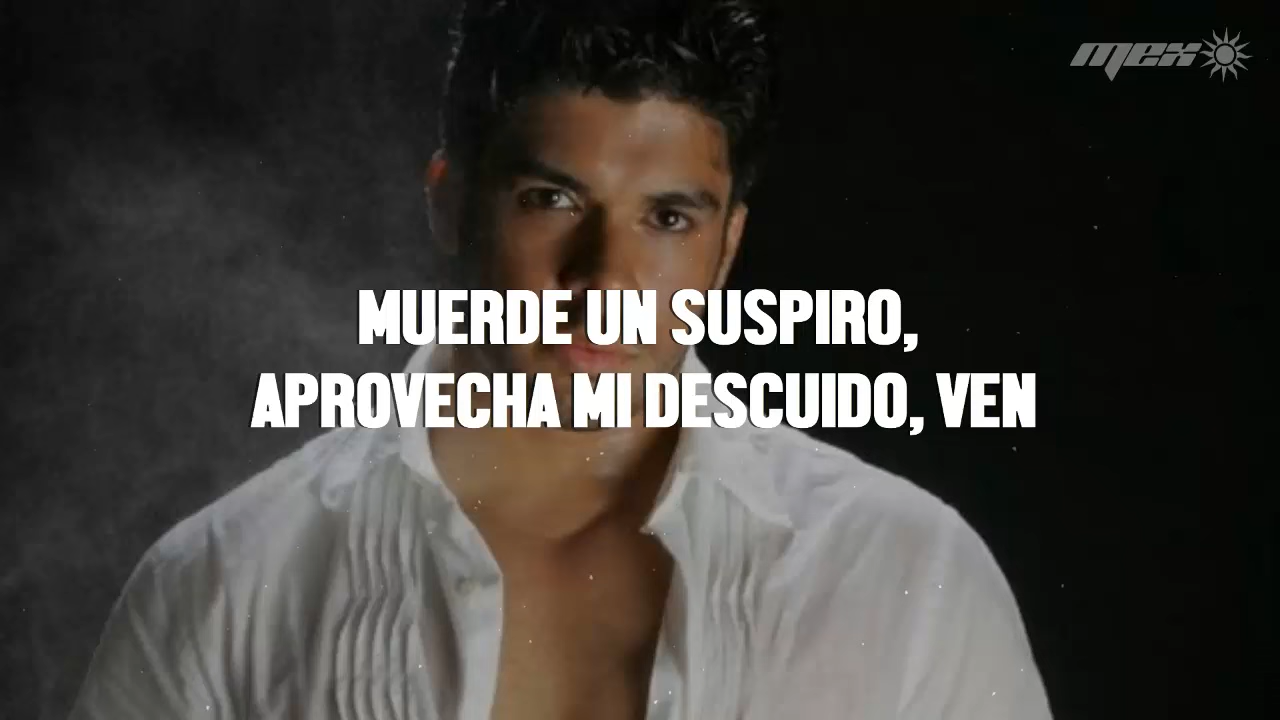 MEX
MUERDE UN SUSPIRO,
APROVECHA MI DESCUIDO, VEN